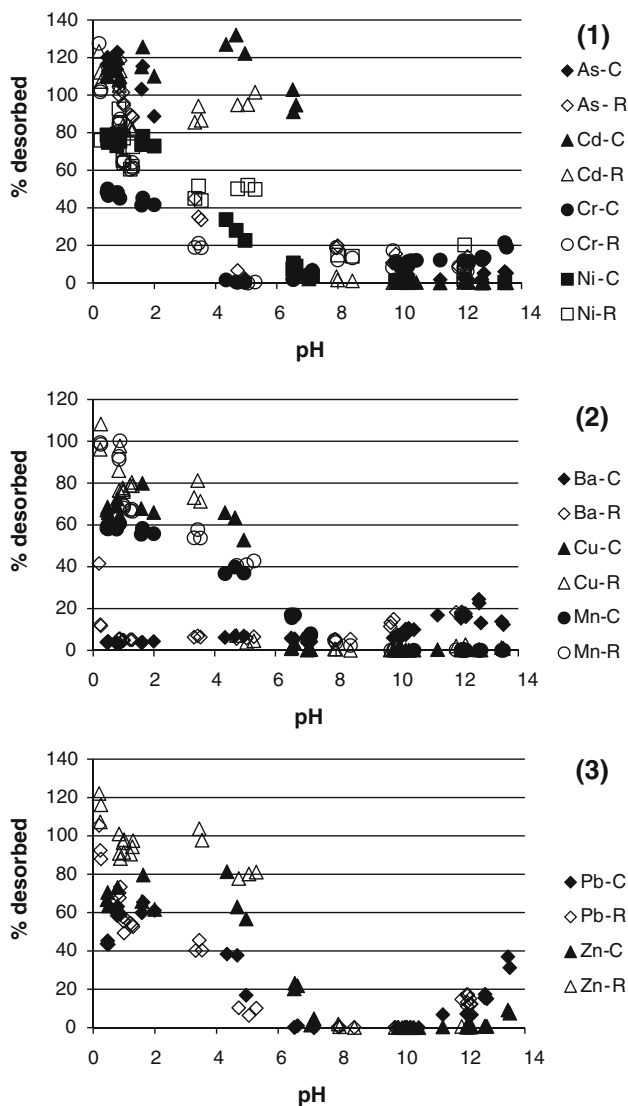 (1)
140
120
100
80
60
40
20
0
% desorbed
0 2 4 6 8 10 12 14
pH
As-C
As-R
Cd-C
Cd-R
Cr-C
Cr-R
Ni-C
Ni-R
(2)
120
100
80
60
40
20
0
% desorbed
0 2 4 6 8 10 12 14
pH
Ba-C
Ba-R
Cu-C
Cu-R
Mn-C
Mn-R
(3)
140
120
100
80
60
40
20
0
% desorbed
0 2 4 6 8 10 12 14
pH
Pb-C
Pb-R
Zn-C
Zn-R